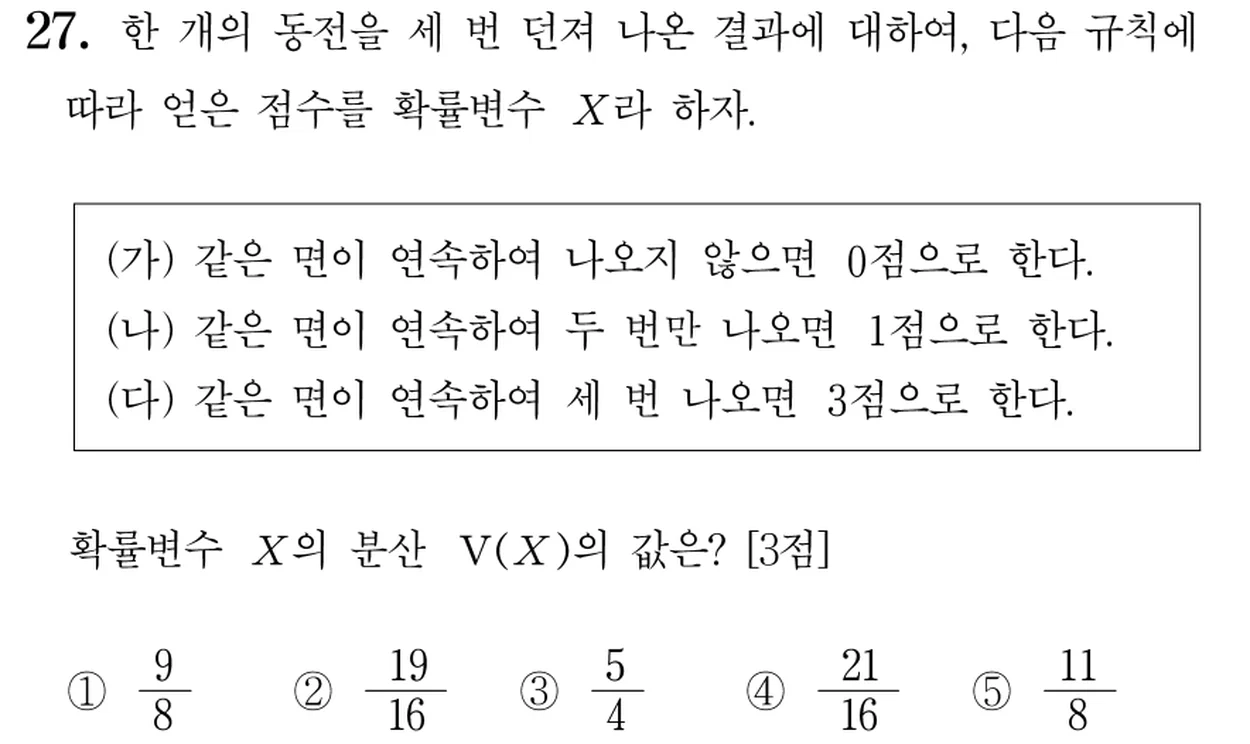 27. 한 개의 동전을 세 번 던져 나온 결과에 대하여, 다음 규칙에
따라 얻은 점수를 확률변수 X라 하자.
(가) 같은 면이 연속하여 나오지 않으면 0점으로 한다.
(나) 같은 면이 연속하여 두 번만 나오면 1점으로 한다.
(다) 같은 면이 연속하여 세 번 나오면 3점으로 한다.
확률변수 X의 분산 V(X)의 값은? [3점]
① 9/8 ② 19/16 ③ 5/4 ④ 21/16 ⑤ 11/8